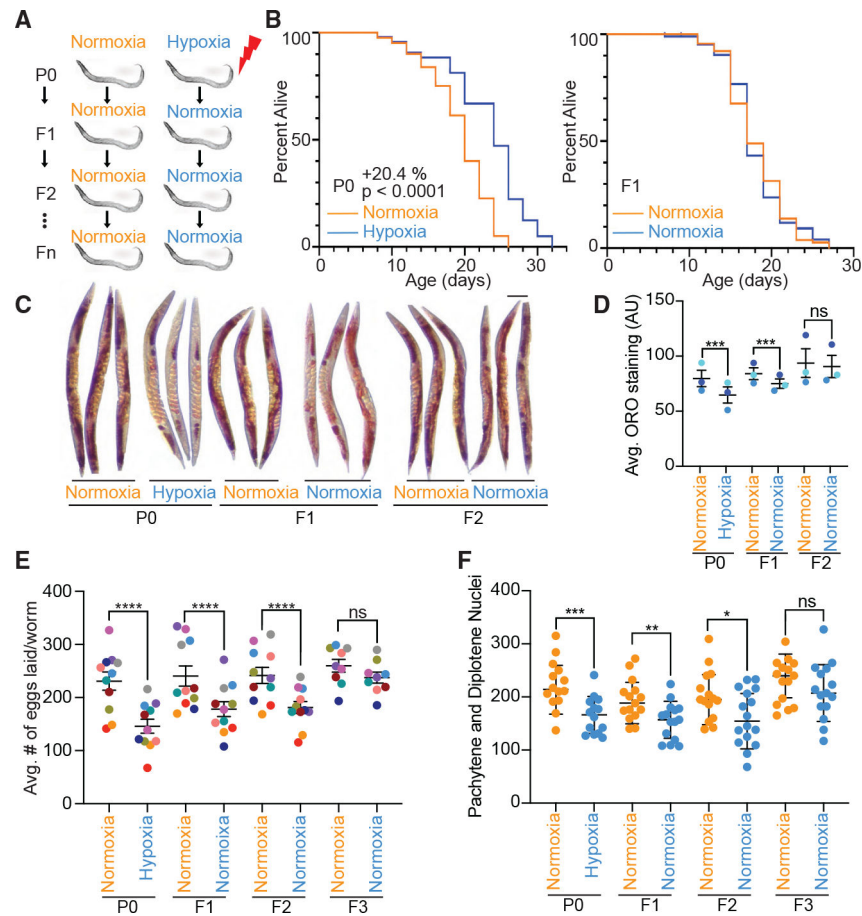 A
Normoxia Hypoxia
P0
Normoxia Normoxia
F1
Normoxia Normoxia
F2
Normoxia Normoxia
Fn
B
Percent Alive
100
50
0
P0
+20.4 %
p < 0.0001
Normoxia
Hypoxia
0 10 20 30
Age (days)
Percent Alive
100
50
0
F1
Normoxia
Normoxia
0 10 20 30
Age (days)
C
Normoxia Hypoxia Normoxia Normoxia Normoxia Normoxia
P0 F1 F2
D
Avg. ORO staining (AU)
150
100
50
0
*** *** ns
Normoxia Hypoxia Normoxia Normoxia Normoxia Normoxia
P0 F1 F2
E
Avg. # of eggs laid/worm
400
300
200
100
0
**** **** **** ns
Normoxia Hypoxia Normoxia Normoixa Normoxia Normoxia Normoxia Normoxia
P0 F1 F2 F3
F
Pachytene and Diplotene Nuclei
400
300
200
100
0
*** ** * ns
Normoxia Hypoxia Normoxia Normoxia Normoxia Normoxia Normoxia Normoxia
P0 F1 F2 F3